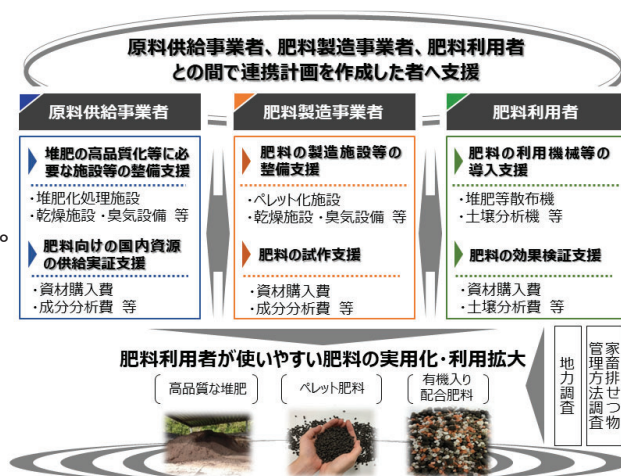 原料供給事業者、肥料製造事業者、肥料利用者
との間で連携計画を作成した者へ支援
原料供給事業者
堆肥の高品質化等に必
要な施設等の整備支援
・堆肥化処理施設
・乾燥施設・臭気設備 等
肥料向けの国内資源
の供給実証支援
・資材購入費
・成分分析費 等
肥料製造事業者
肥料の製造施設等の
整備支援
・ペレット化施設
・乾燥施設・臭気設備 等
肥料の試作支援
・資材購入費
・成分分析費 等
肥料利用者
肥料の利用機械等の
導入支援
・堆肥等散布機
・土壌分析機 等
肥料の効果検証支援
・資材購入費
・土壌分析費 等
。
肥料利用者が使いやすい肥料の実用化・利用拡大
高品質な堆肥
ペレット肥料
有機入り
配合肥料
家畜排せつ物
管理方法調査
地力調査